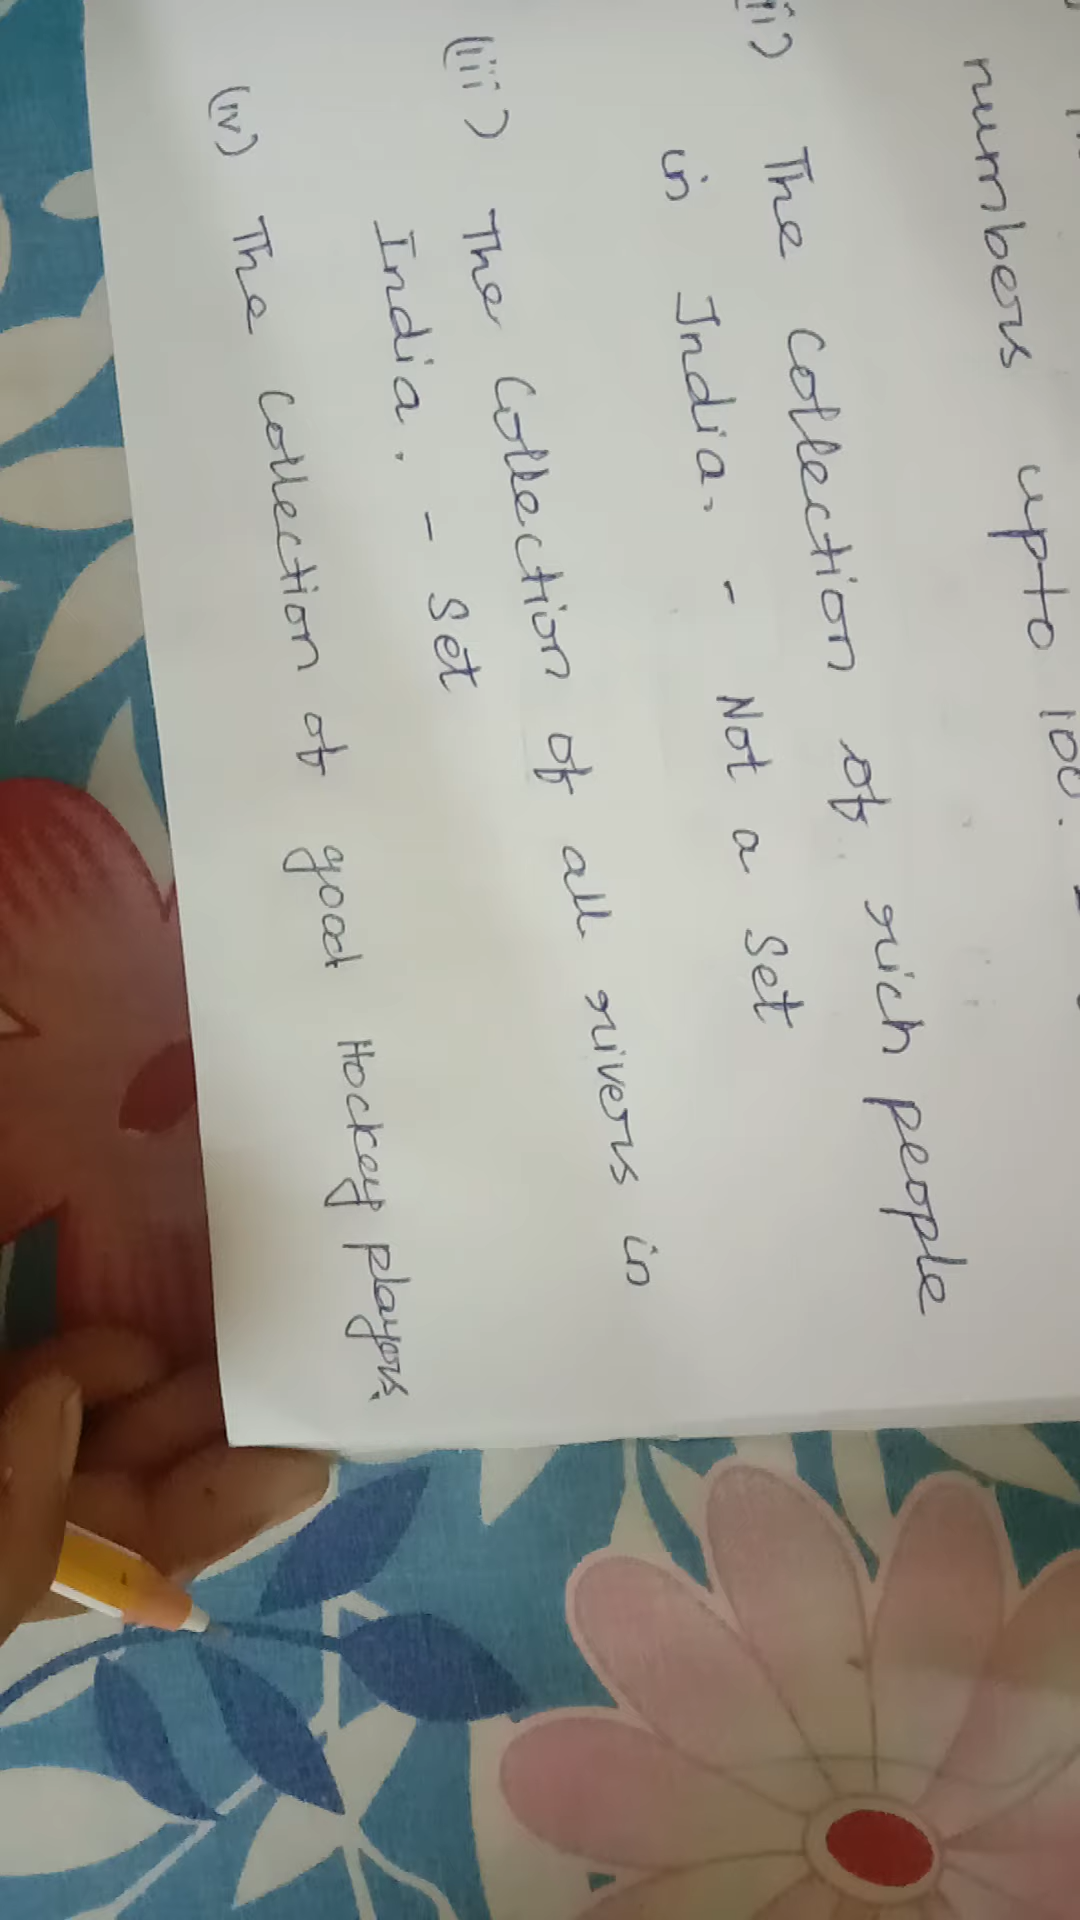 numbers upto 100.
ii) The Collection of rich people
in India. - Not a Set
(iii) The Collection of all rivers in
India. - Set
(iv) The Collection of good Hockey players.